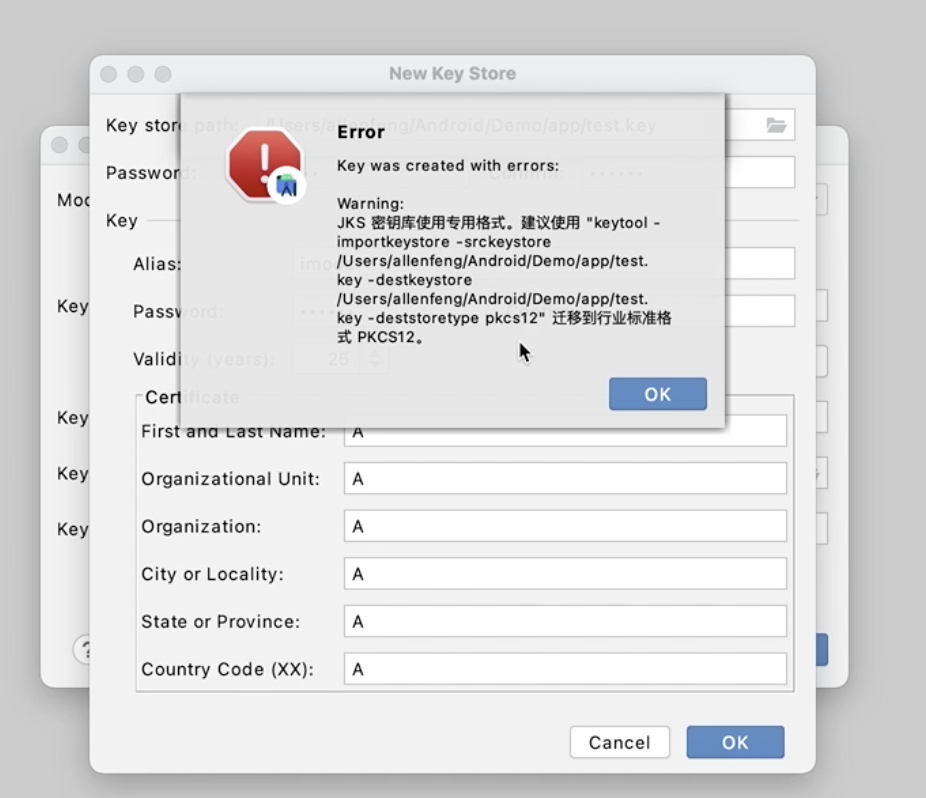 New Key Store
Key store path: /Users/allenfeng/Android/Demo/app/test.key
Error
Key was created with errors:
Password: Confirm:
Warning:
JKS 密钥库使用专用格式。建议使用 "keytool -
importkeystore -srckeystore
/Users/allenfeng/Android/Demo/app/test.
key -destkeystore
/Users/allenfeng/Android/Demo/app/test.
key -deststoretype pkcs12" 迁移到行业标准格
式 PKCS12。
OK
Key
Alias:
Password:
Validity (years): 25
Certificate
First and Last Name: A
Organizational Unit: A
Organization: A
City or Locality: A
State or Province: A
Country Code (XX): A
Cancel OK
Key
Key
Key
Key
?